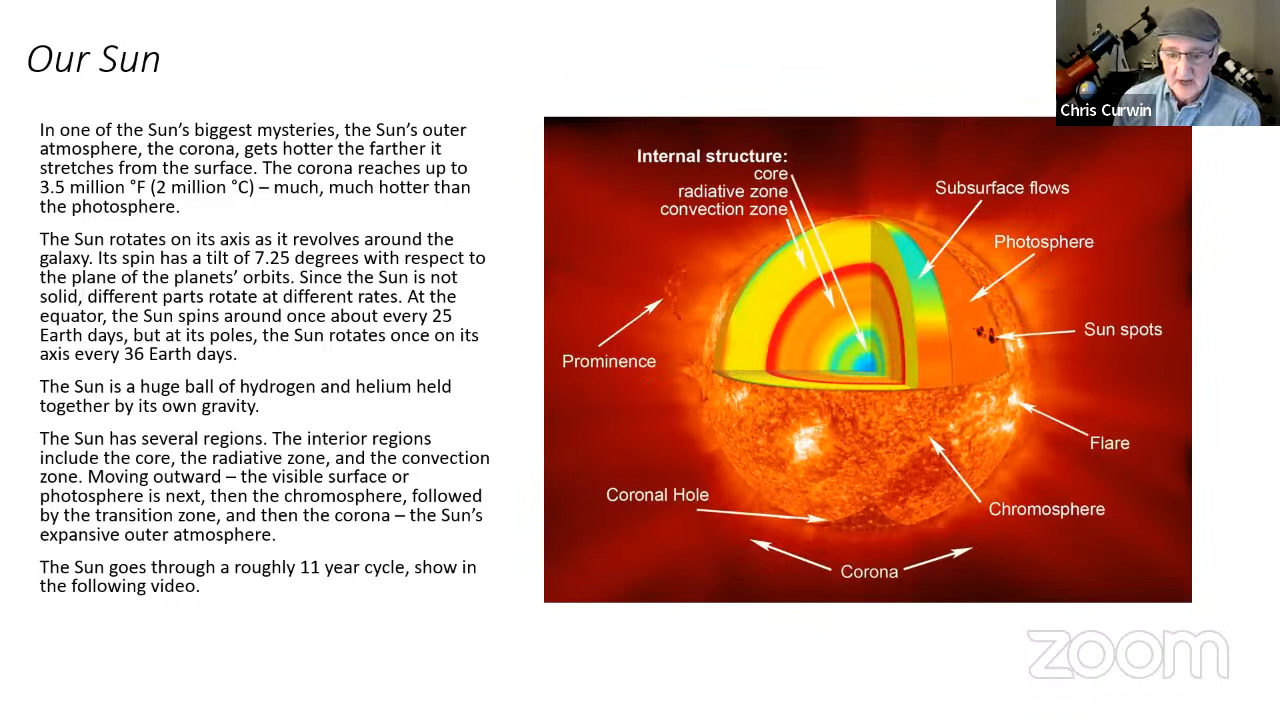 Our Sun
Chris Curwin
In one of the Sun's biggest mysteries, the Sun's outer
atmosphere, the corona, gets hotter the farther it
stretches from the surface. The corona reaches up to
3.5 million °F (2 million °C) – much, much hotter than
the photosphere.
The Sun rotates on its axis as it revolves around the
galaxy. Its spin has a tilt of 7.25 degrees with respect to
the plane of the planets' orbits. Since the Sun is not
solid, different parts rotate at different rates. At the
equator, the Sun spins around once about every 25
Earth days, but at its poles, the Sun rotates once on its
axis every 36 Earth days.
The Sun is a huge ball of hydrogen and helium held
together by its own gravity.
The Sun has several regions. The interior regions
include the core, the radiative zone, and the convection
zone. Moving outward – the visible surface or
photosphere is next, then the chromosphere, followed
by the transition zone, and then the corona – the Sun's
expansive outer atmosphere.
The Sun goes through a roughly 11 year cycle, show in
the following video.
Internal structure:
core
radiative zone
convection zone
Subsurface flows
Photosphere
Sun spots
Prominence
Flare
Coronal Hole
Chromosphere
Corona
zoom